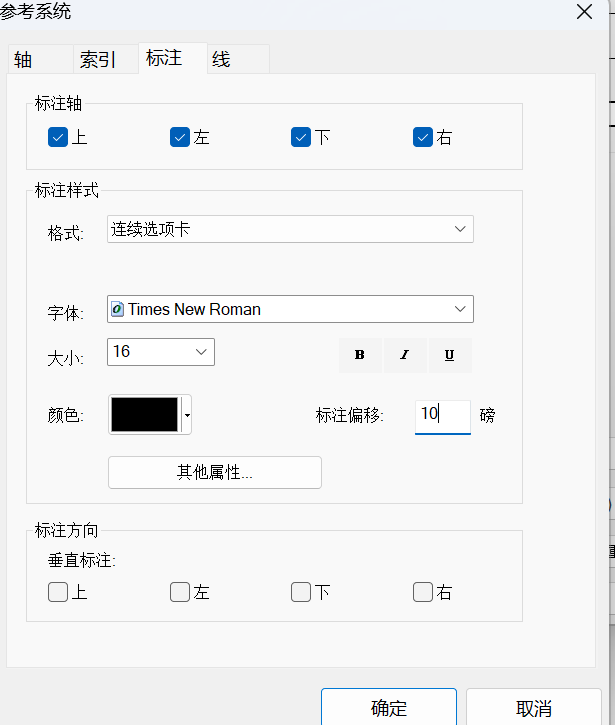 参考系统
轴 索引 标注 线
标注轴
上 左 下 右
标注样式
格式: 连续选项卡
字体: Times New Roman
大小: 16 B I U
颜色: 标注偏移: 10 磅
其他属性...
标注方向
垂直标注:
上 左 下 右
确定 取消